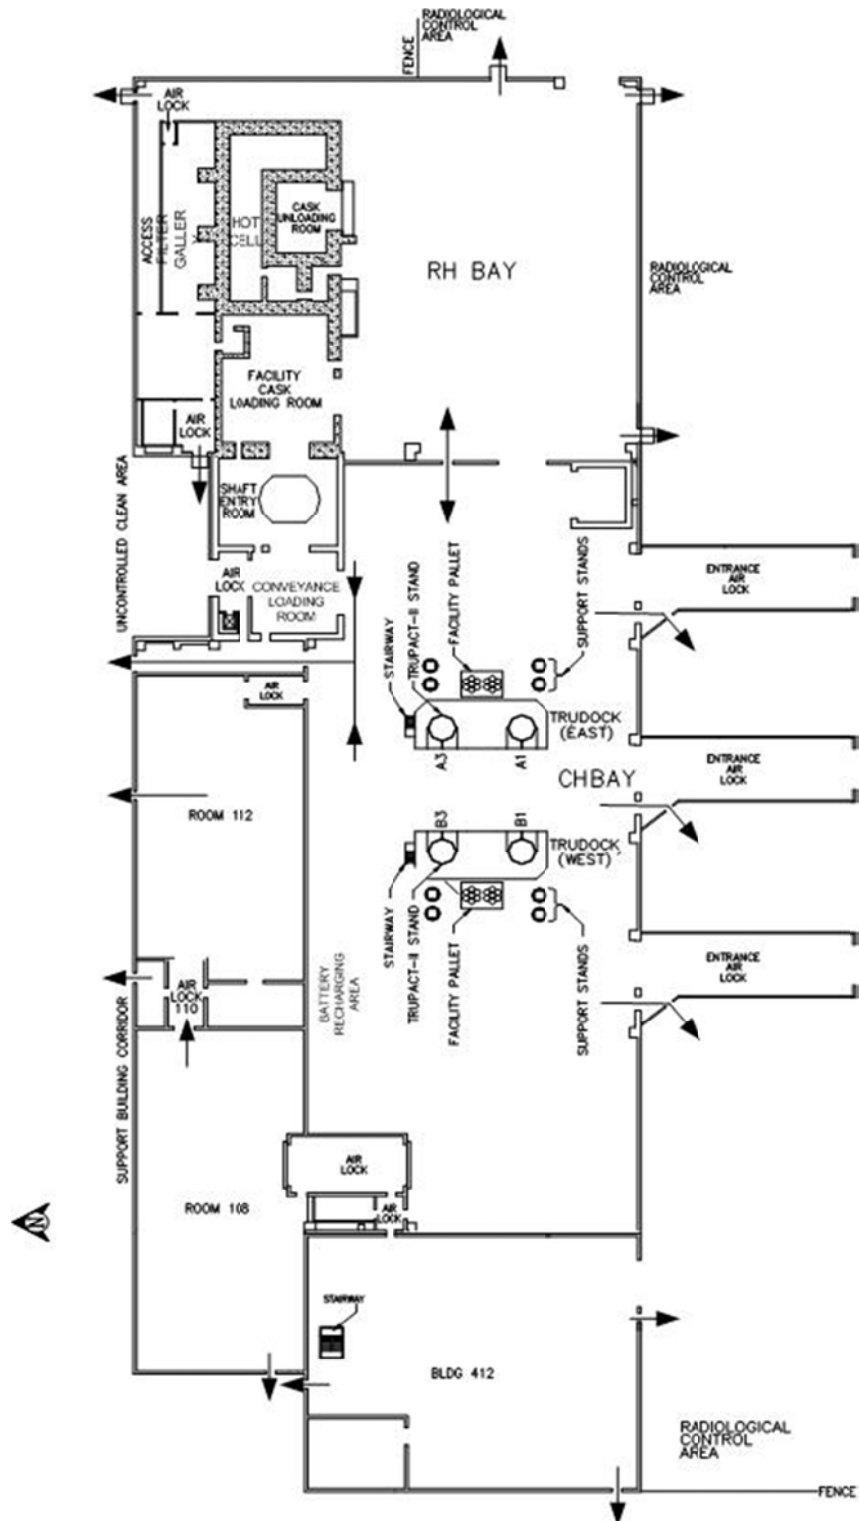 RADIOLOGICAL
CONTROL
AREA
FENCE
AIR
LOCK
ACCESS
FILTER
GALLER
HOT
CELL
CASK
UNLOADING
ROOM
RH BAY
RADIOLOGICAL
CONTROL
AREA
FACILITY
CASK
LOADING ROOM
AIR
LOCK
UNCONTROLLED CLEAN AREA
SHAFT
ENTRY
ROOM
AIR
LOCK
CONVEYANCE
LOADING
ROOM
STAIRWAY
TRUPACT-II STAND
FACILITY PALLET
SUPPORT STANDS
ENTRANCE
AIR
LOCK
AIR
LOCK
TRUDOCK
(EAST)
A3
A1
CHBAY
ENTRANCE
AIR
LOCK
ROOM 112
B3
B1
TRUDOCK
(WEST)
STAIRWAY
TRUPACT-II STAND
FACILITY PALLET
SUPPORT STANDS
ENTRANCE
AIR
LOCK
AIR
LOCK
110
BATTERY
RECHARGING
AREA
SUPPORT BUILDING CORRIDOR
AIR
LOCK
ROOM 108
AIR
LOCK
N
STAIRWAY
BLDG 412
RADIOLOGICAL
CONTROL
AREA
FENCE